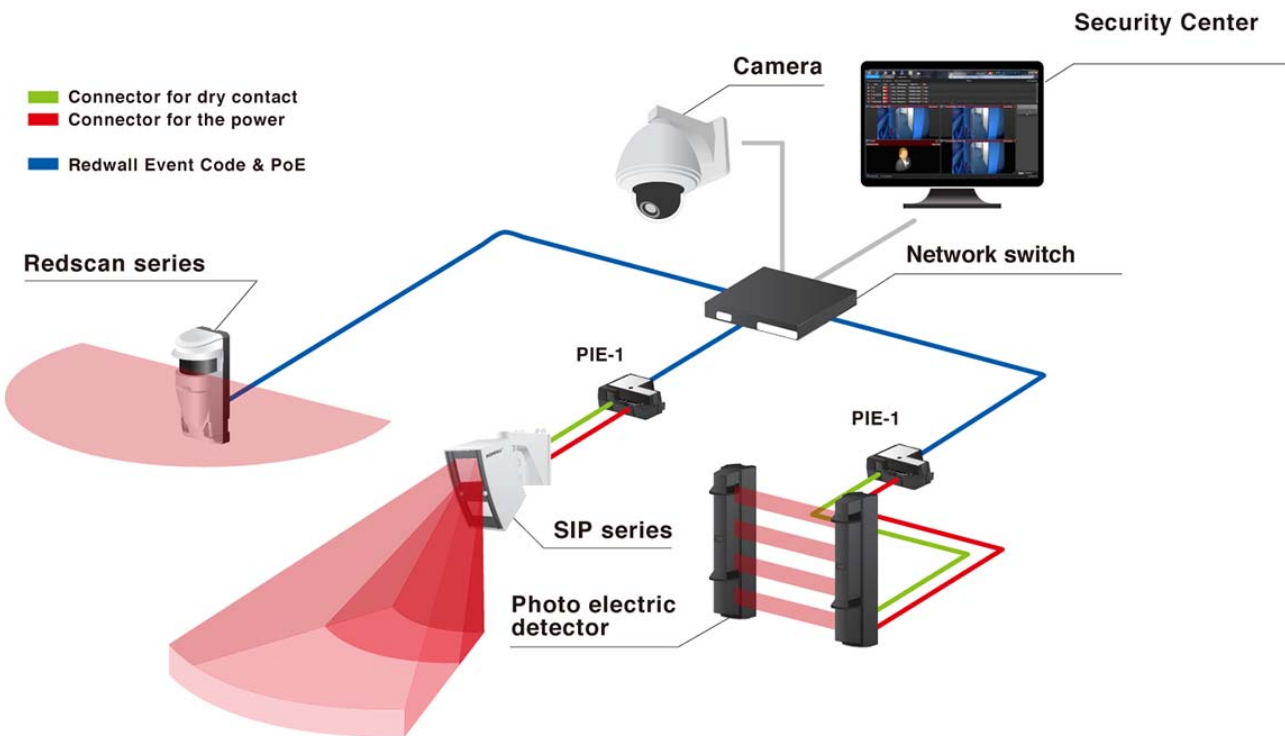 Security Center
Camera
Connector for dry contact
Connector for the power
Redwall Event Code & PoE
Redscan series
Network switch
PIE-1
PIE-1
SIP series
Photo electric
detector